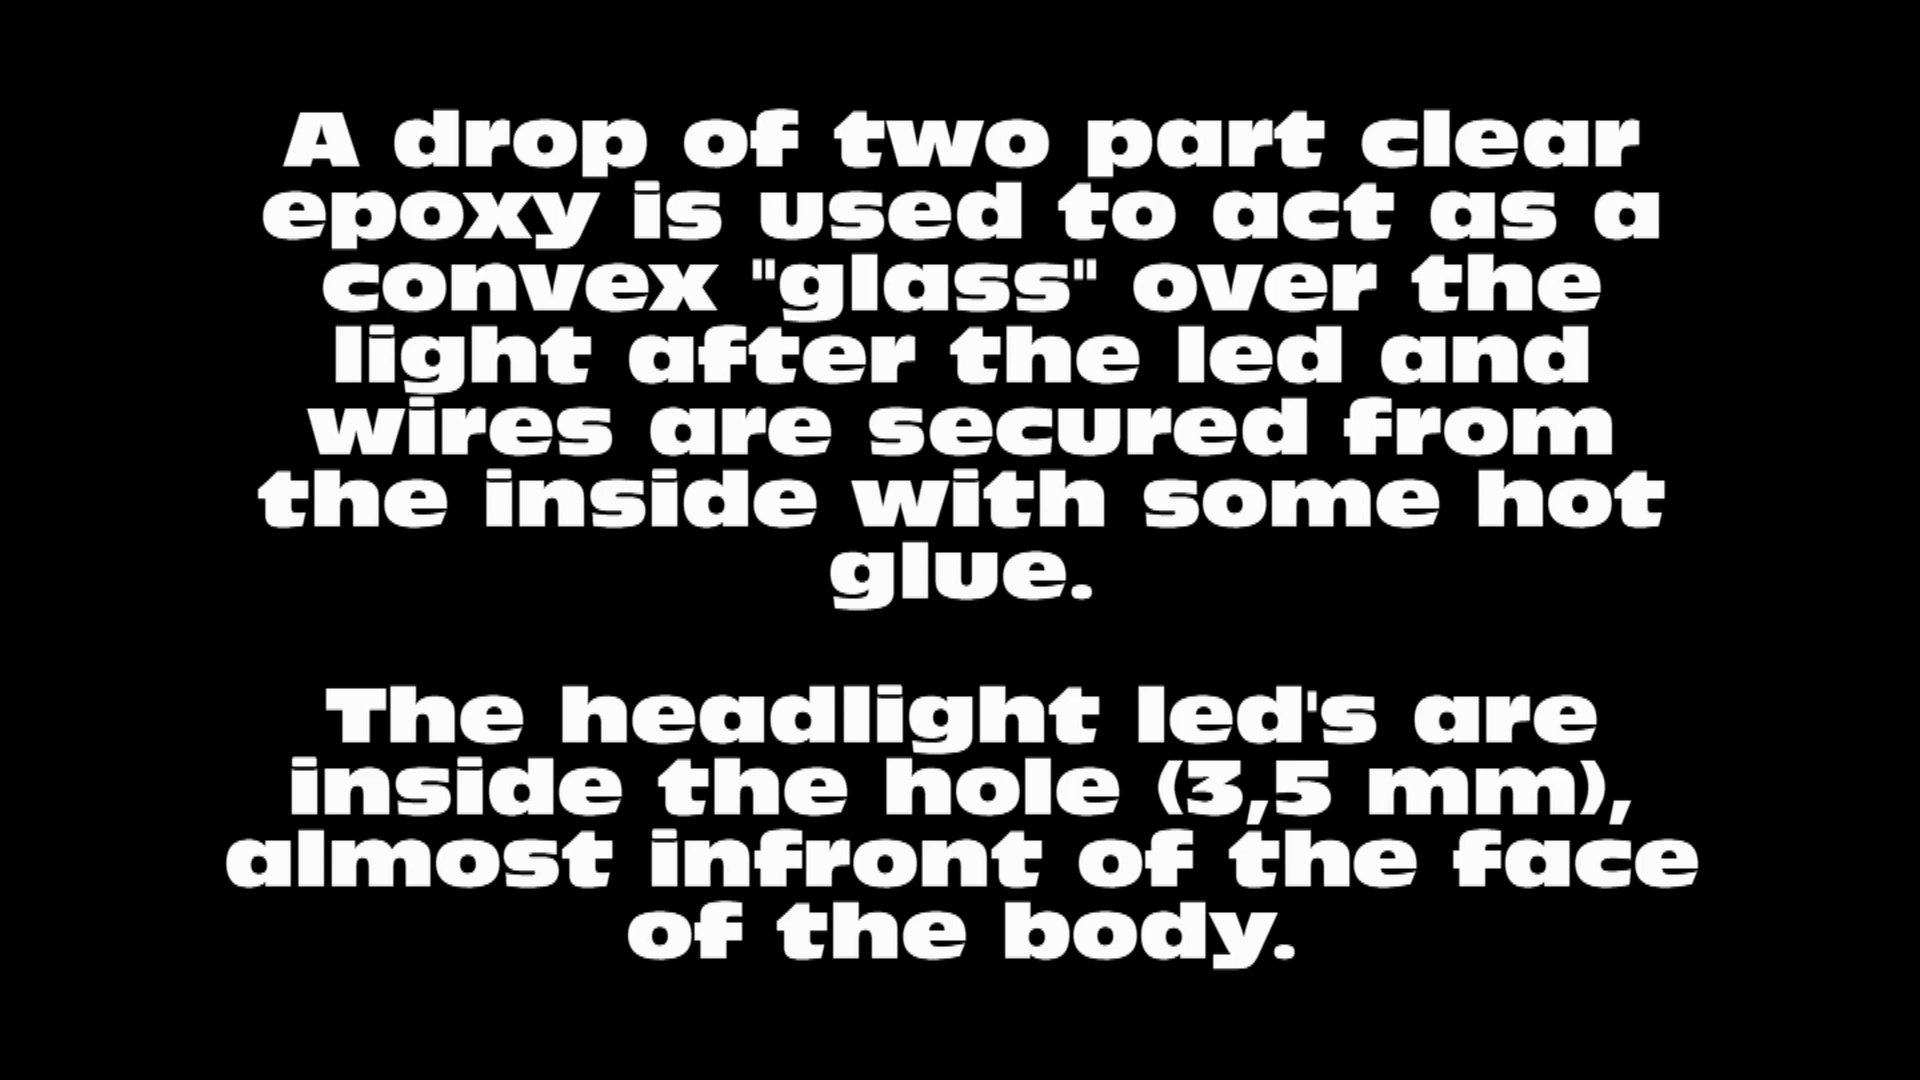 A drop of two part clear
epoxy is used to act as a
convex "glass" over the
light after the led and
wires are secured from
the inside with some hot
glue.
The headlight led's are
inside the hole (3,5 mm),
almost infront of the face
of the body.